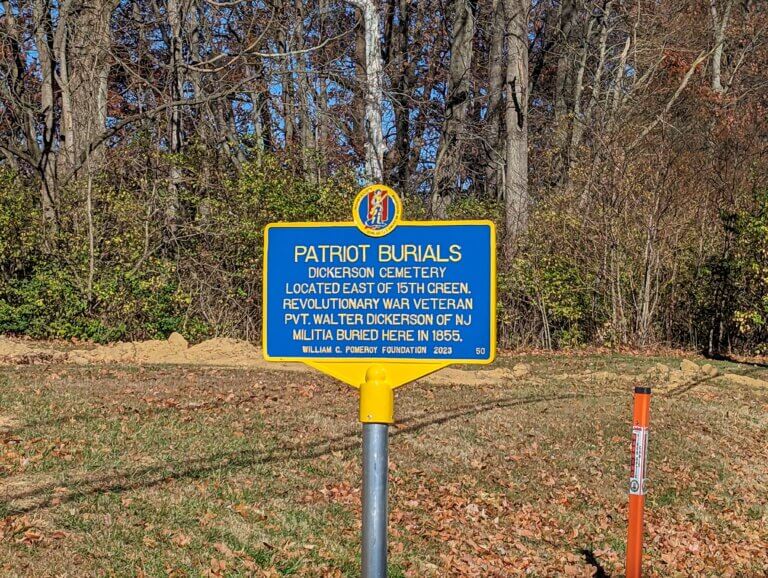 PATRIOT BURIALS
DICKERSON CEMETERY
LOCATED EAST OF 15TH GREEN.
REVOLUTIONARY WAR VETERAN
PVT. WALTER DICKERSON OF NJ
MILITIA BURIED HERE IN 1855.
WILLIAM G. POMEROY FOUNDATION 2023 50